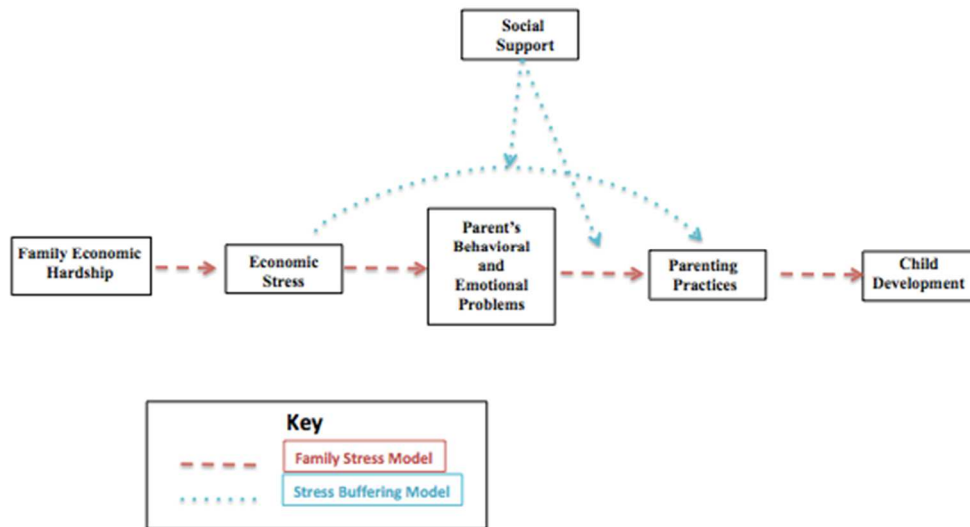 Social
Support
Family Economic
Hardship
Economic
Stress
Parent's
Behavioral
and
Emotional
Problems
Parenting
Practices
Child
Development
Key
Family Stress Model
Stress Buffering Model